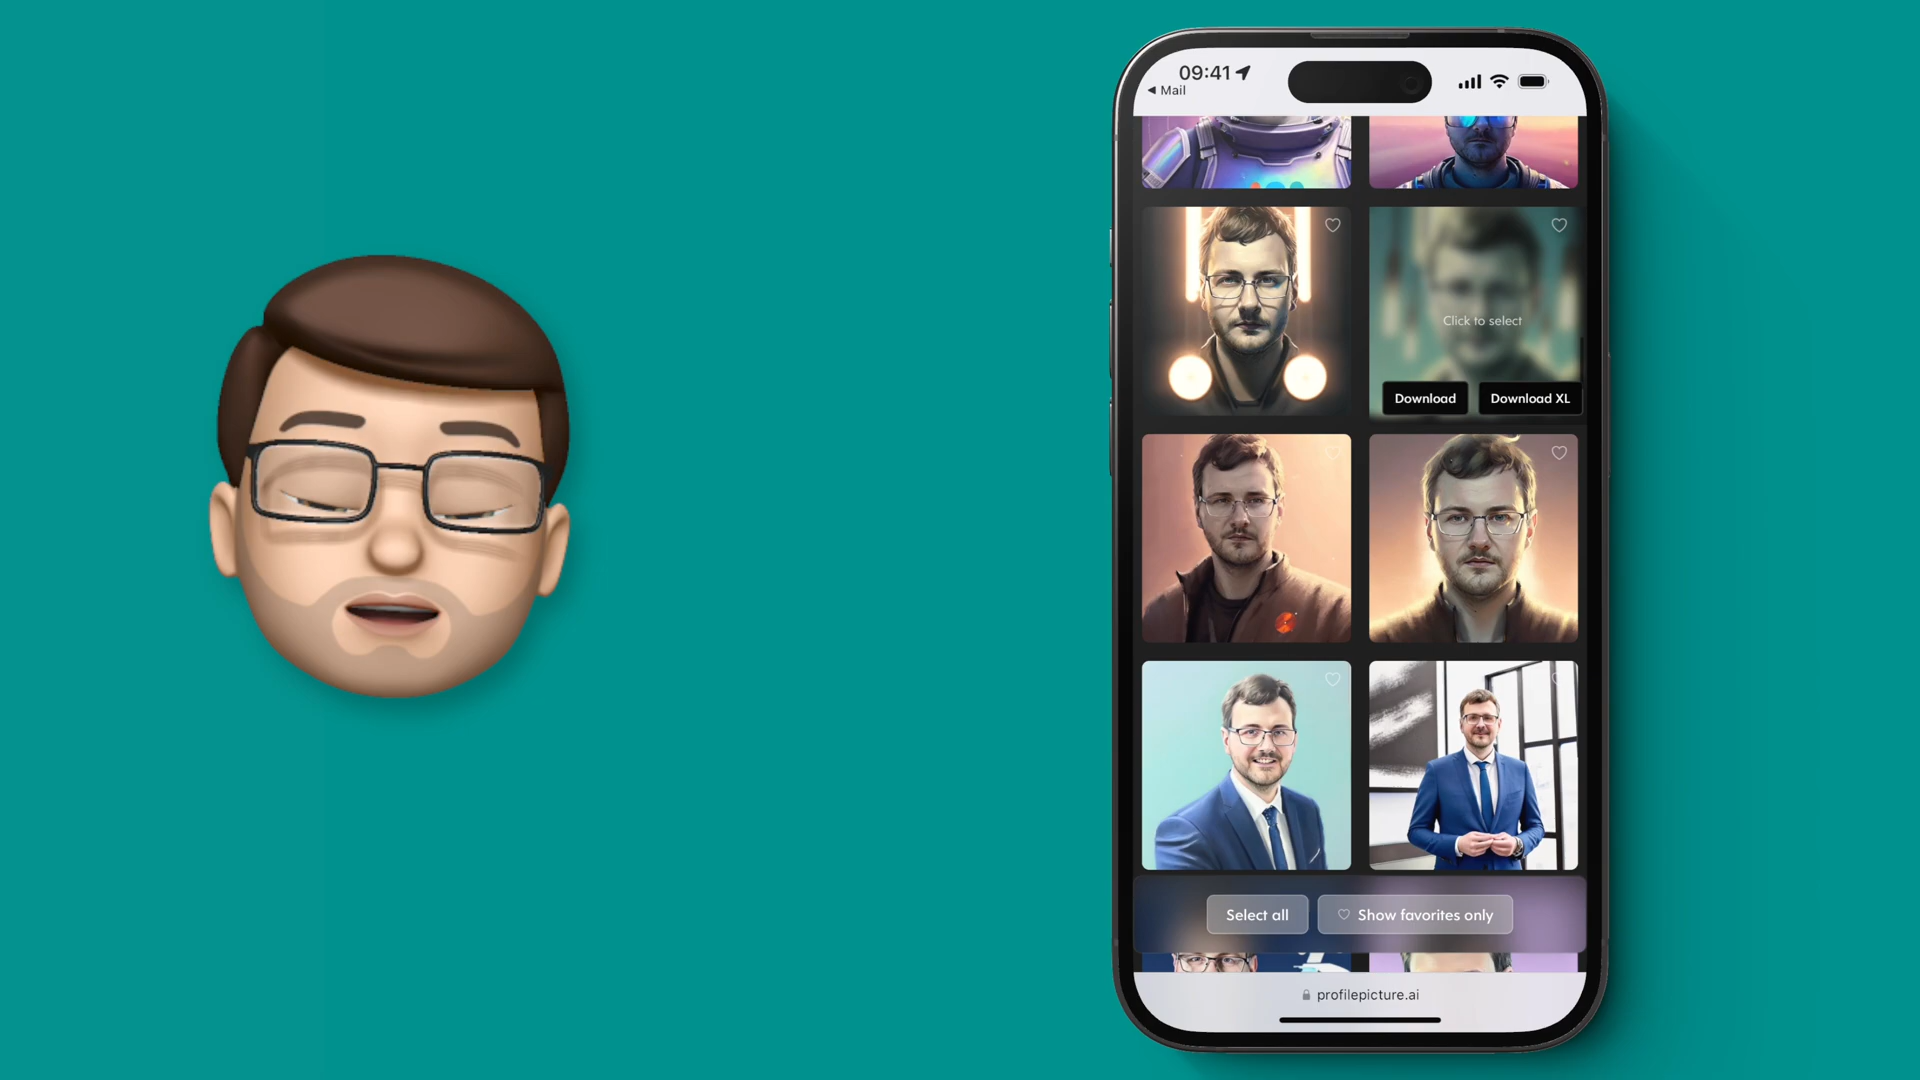 09:41
◀ Mail
Click to select
Download
Download XL
Select all
Show favorites only
profilepicture.ai